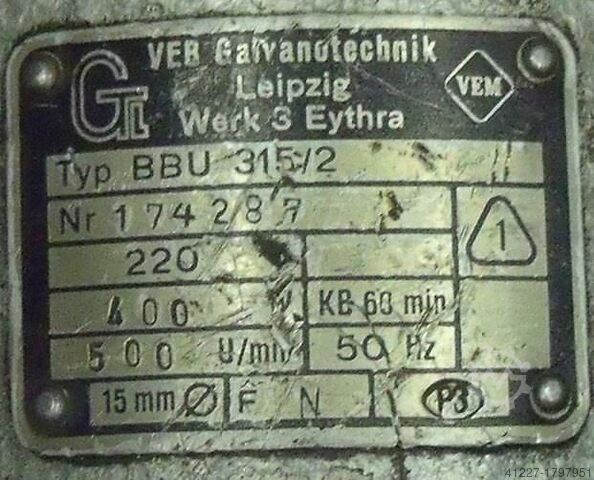 VEB Galvanotechnik
Leipzig
Werk 3 Eythra
GL
VEM
Typ BBU 315/2
Nr 174287
220
1
400 W KB 60 min
500 U/min 50 Hz
15 mm Ø F N P3
41227-1797951